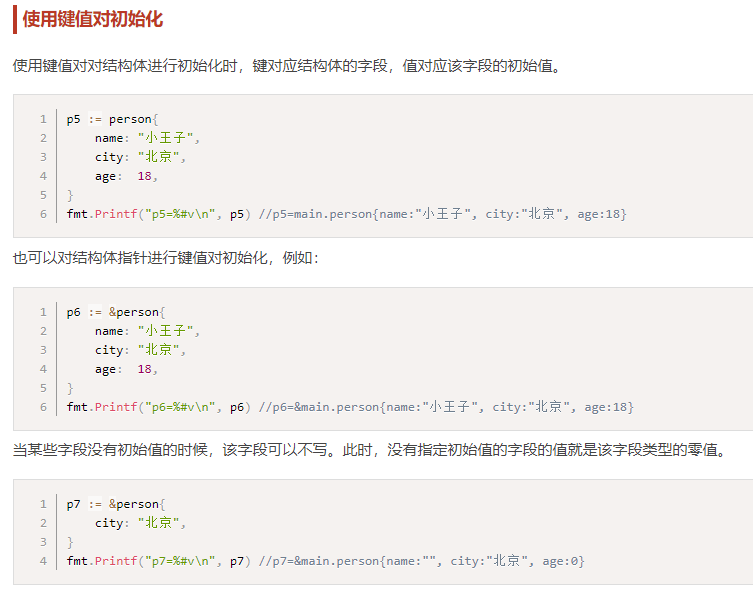 使用键值对初始化
使用键值对对结构体进行初始化时，键对应结构体的字段，值对应该字段的初始值。
1 p5 := person{
2     name: "小王子",
3     city: "北京",
4     age:  18,
5 }
6 fmt.Printf("p5=%#v\n", p5) //p5=main.person{name:"小王子", city:"北京", age:18}
也可以对结构体指针进行键值对初始化，例如：
1 p6 := &person{
2     name: "小王子",
3     city: "北京",
4     age:  18,
5 }
6 fmt.Printf("p6=%#v\n", p6) //p6=&main.person{name:"小王子", city:"北京", age:18}
当某些字段没有初始值的时候，该字段可以不写。此时，没有指定初始值的字段的值就是该字段类型的零值。
1 p7 := &person{
2     city: "北京",
3 }
4 fmt.Printf("p7=%#v\n", p7) //p7=&main.person{name:"", city:"北京", age:0}